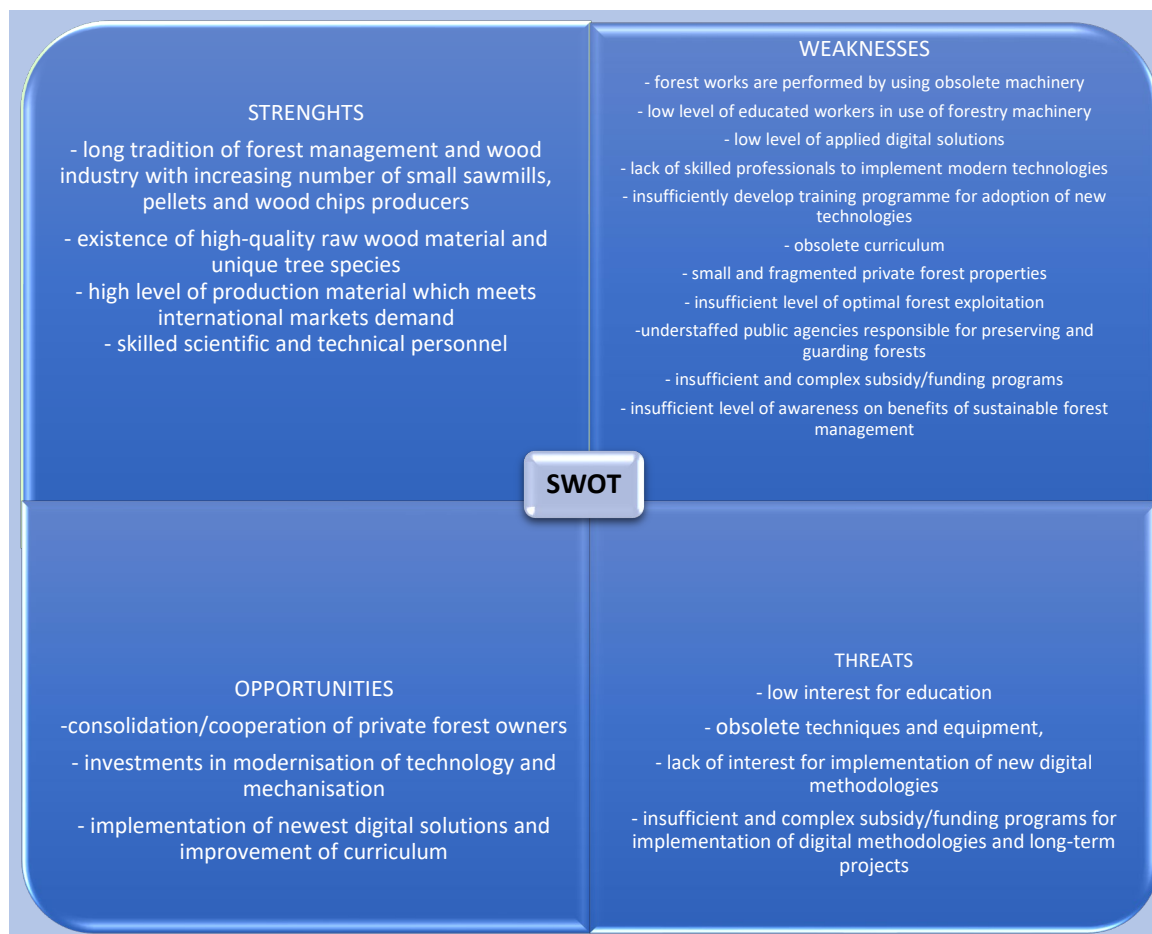 STRENGHTS
- long tradition of forest management and wood
industry with increasing number of small sawmills,
pellets and wood chips producers
- existence of high-quality raw wood material and
unique tree species
- high level of production material which meets
international markets demand
- skilled scientific and technical personnel
WEAKNESSES
- forest works are performed by using obsolete machinery
- low level of educated workers in use of forestry machinery
- low level of applied digital solutions
- lack of skilled professionals to implement modern technologies
- insufficiently develop training programme for adoption of new
technologies
- obsolete curriculum
- small and fragmented private forest properties
- insufficient level of optimal forest exploitation
-understaffed public agencies responsible for preserving and
guarding forests
- insufficient and complex subsidy/funding programs
- insufficient level of awareness on benefits of sustainable forest
management
SWOT
OPPORTUNITIES
-consolidation/cooperation of private forest owners
- investments in modernisation of technology and
mechanisation
- implementation of newest digital solutions and
improvement of curriculum
THREATS
- low interest for education
- obsolete techniques and equipment,
- lack of interest for implementation of new digital
methodologies
- insufficient and complex subsidy/funding programs for
implementation of digital methodologies and long-term
projects